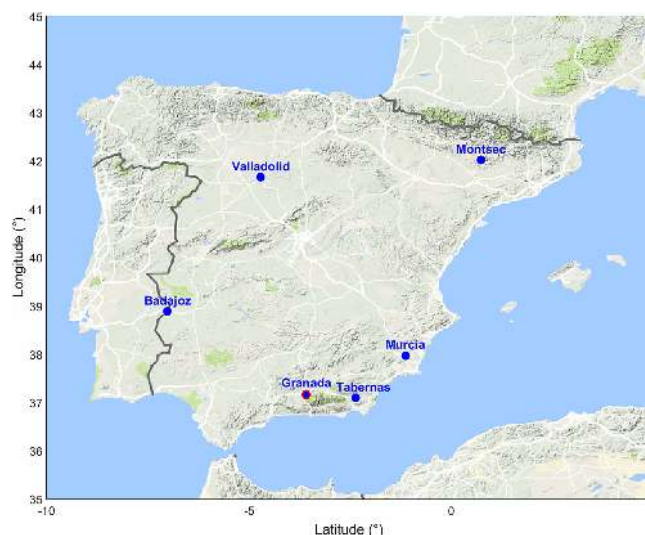 45
44
43
42
41
40
39
38
37
36
35
Longitude (°)
Valladolid
Montsec
Badajoz
Murcia
Granada
Tabernas
-10
-5
0
Latitude (°)